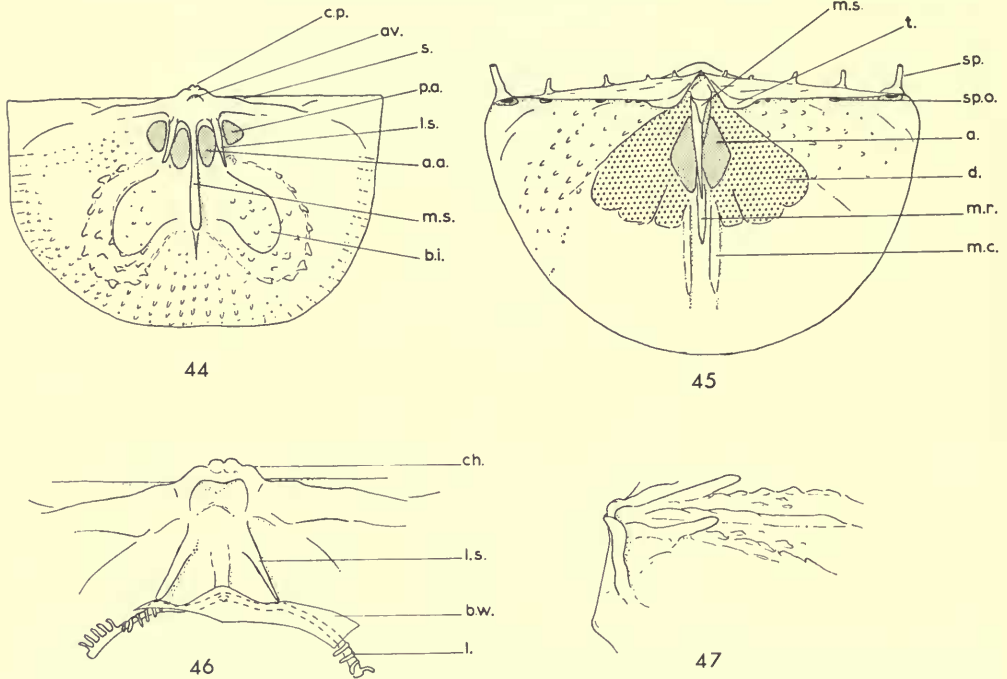 c.p.
av.
s.
p.a.
l.s.
a.a.
m.s.
b.i.
44
m.s.
t.
sp.
sp.o.
a.
d.
m.r.
m.c.
45
ch.
l.s.
b.w.
l.
46
47